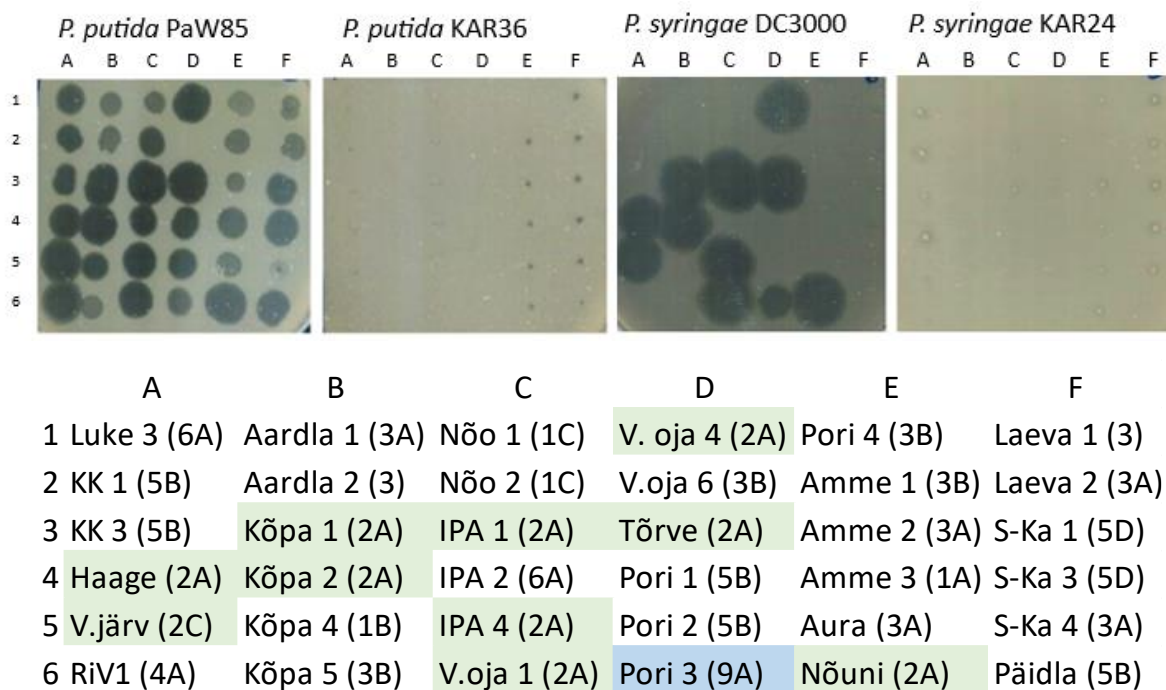 P. putida PaW85 P. putida KAR36 P. syringae DC3000 P. syringae KAR24
A B C D E F A B C D E F A B C D E F A B C D E F
1
2
3
4
5
6
A B C D E F
1 Luke 3 (6A) Aardla 1 (3A) Nõo 1 (1C) V. oja 4 (2A) Pori 4 (3B) Laeva 1 (3)
2 KK 1 (5B) Aardla 2 (3) Nõo 2 (1C) V.oja 6 (3B) Amme 1 (3B) Laeva 2 (3A)
3 KK 3 (5B) Kõpa 1 (2A) IPA 1 (2A) Tõrve (2A) Amme 2 (3A) S-Ka 1 (5D)
4 Haage (2A) Kõpa 2 (2A) IPA 2 (6A) Pori 1 (5B) Amme 3 (1A) S-Ka 3 (5D)
5 V.järv (2C) Kõpa 4 (1B) IPA 4 (2A) Pori 2 (5B) Aura (3A) S-Ka 4 (3A)
6 RiV1 (4A) Kõpa 5 (3B) V.oja 1 (2A) Pori 3 (9A) Nõuni (2A) Päidla (5B)